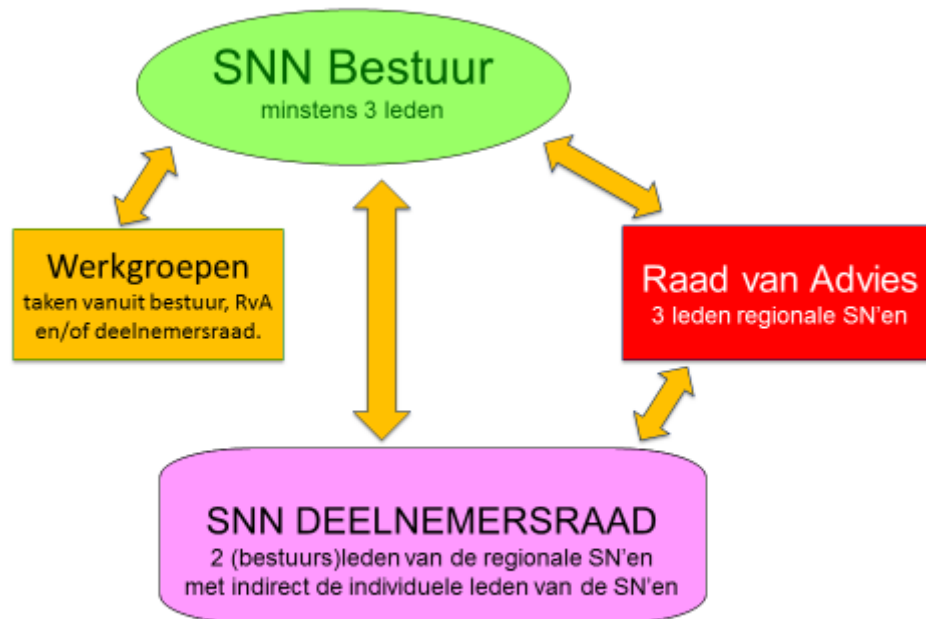 SNN Bestuur
minstens 3 leden
Werkgroepen
taken vanuit bestuur, RvA
en/of deelnemersraad.
Raad van Advies
3 leden regionale SN'en
SNN DEELNEMERSRAAD
2 (bestuurs)leden van de regionale SN'en
met indirect de individuele leden van de SN'en